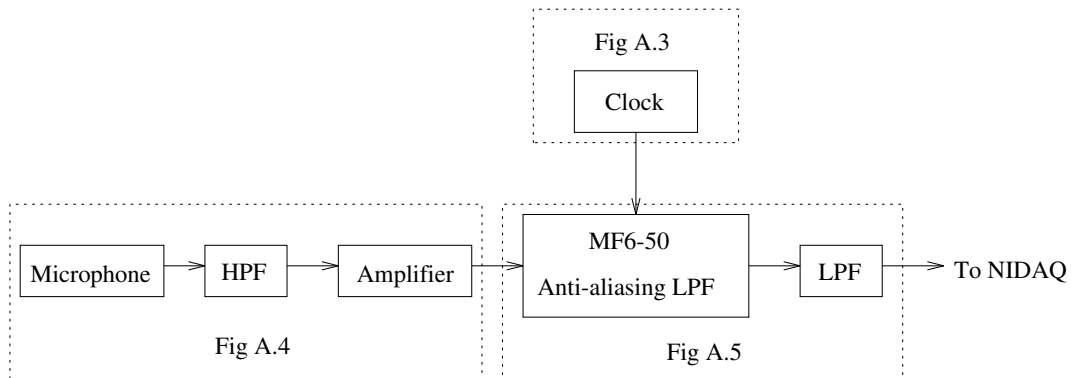 Fig A.3
Clock
Microphone
HPF
Amplifier
MF6-50
Anti-aliasing LPF
LPF
To NIDAQ
Fig A.4
Fig A.5